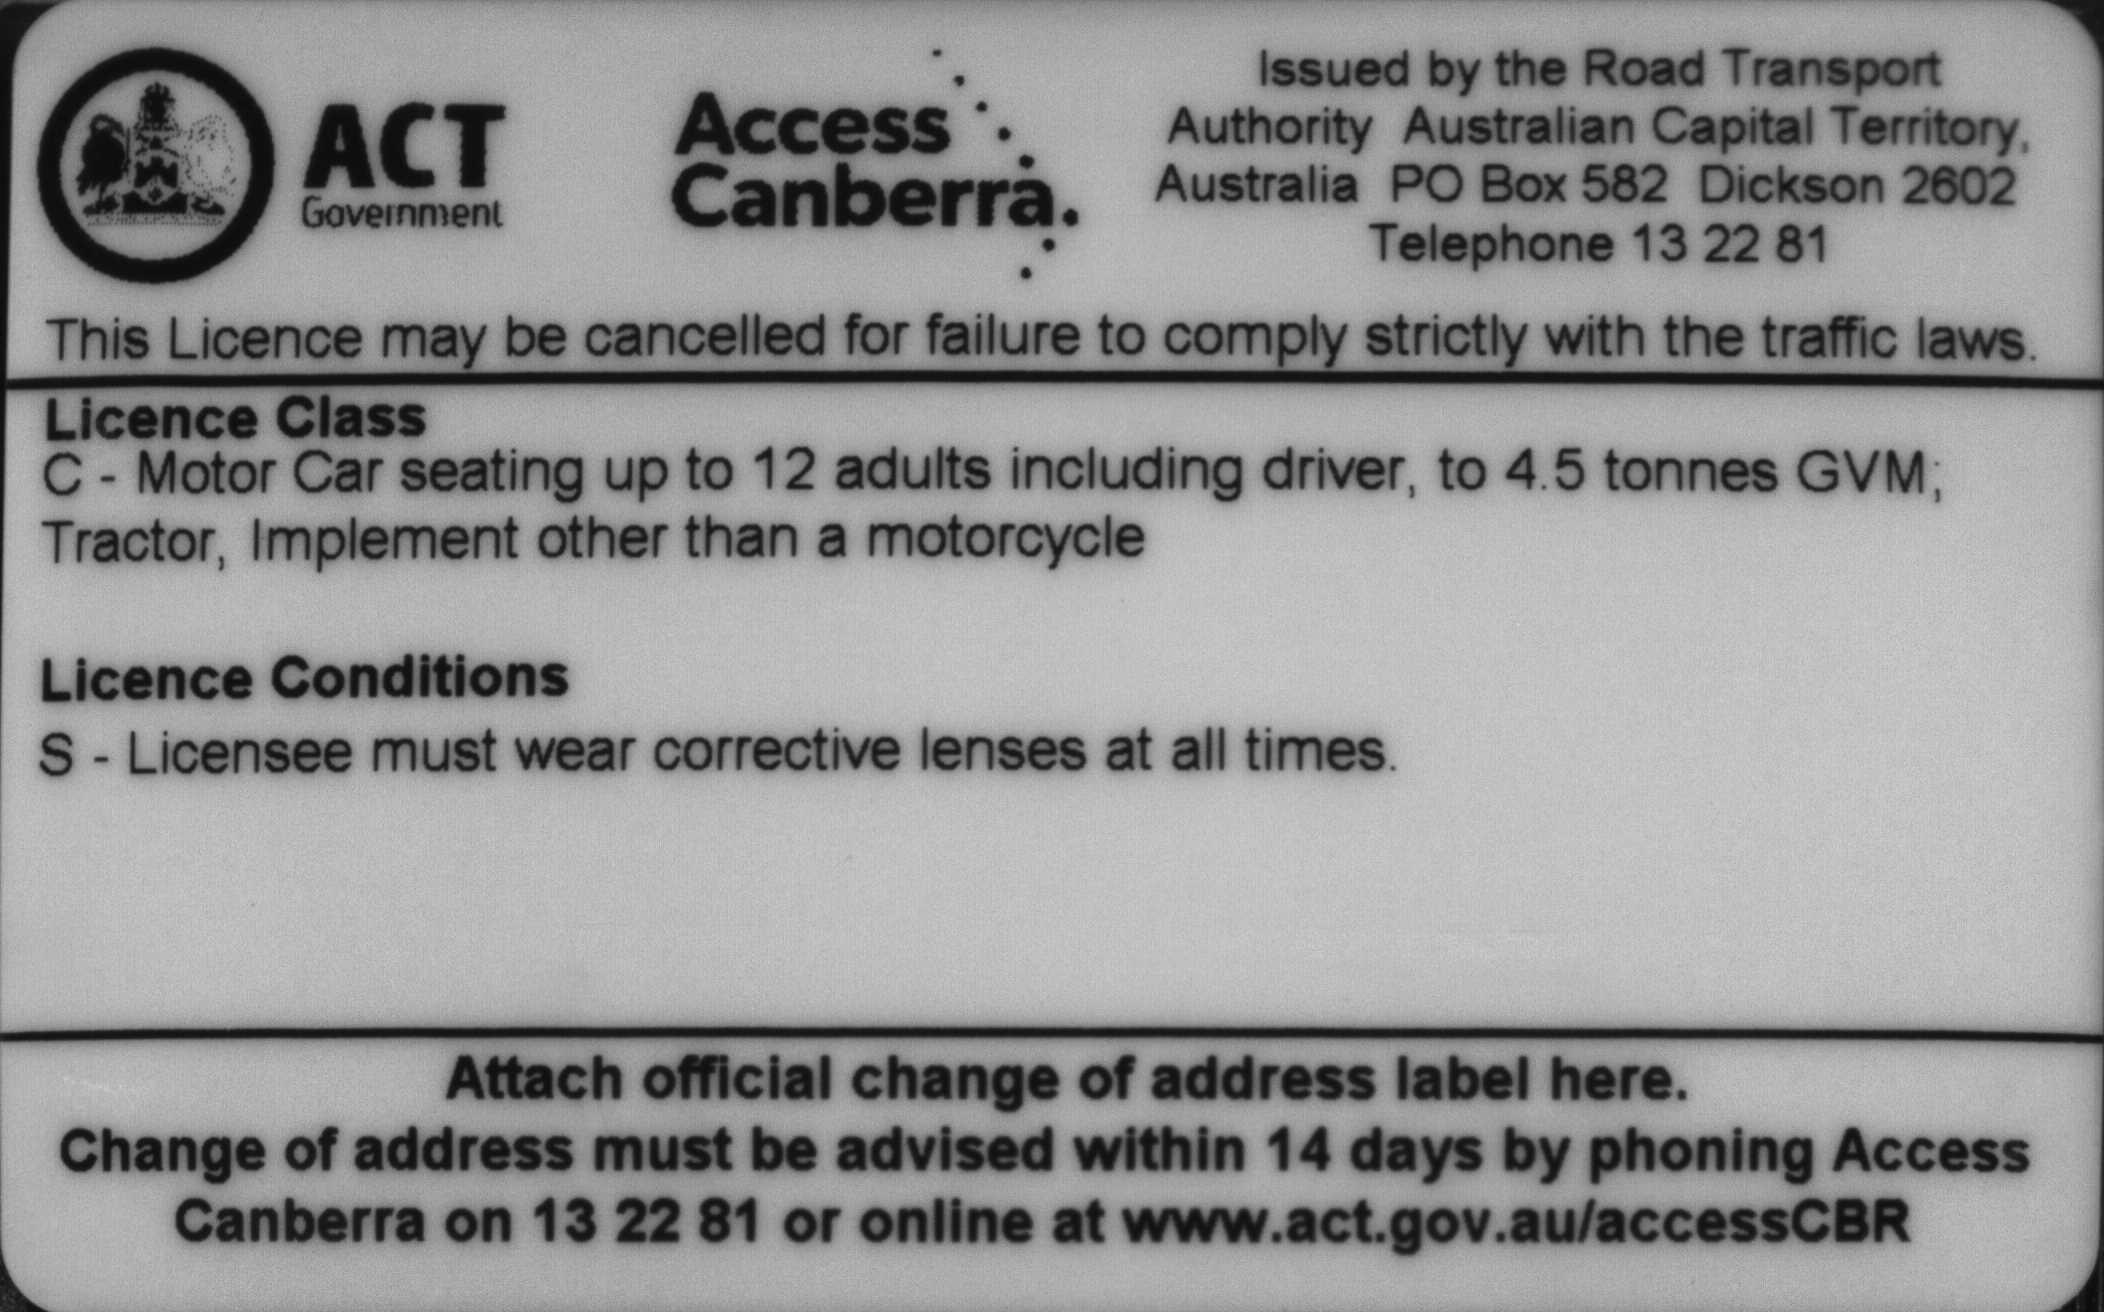 ACT
Government
Access
Canberra.
Issued by the Road Transport
Authority Australian Capital Territory,
Australia PO Box 582 Dickson 2602
Telephone 13 22 81
This Licence may be cancelled for failure to comply strictly with the traffic laws.
Licence Class
C - Motor Car seating up to 12 adults including driver, to 4.5 tonnes GVM;
Tractor, Implement other than a motorcycle
Licence Conditions
S - Licensee must wear corrective lenses at all times.
Attach official change of address label here.
Change of address must be advised within 14 days by phoning Access
Canberra on 13 22 81 or online at www.act.gov.au/accessCBR